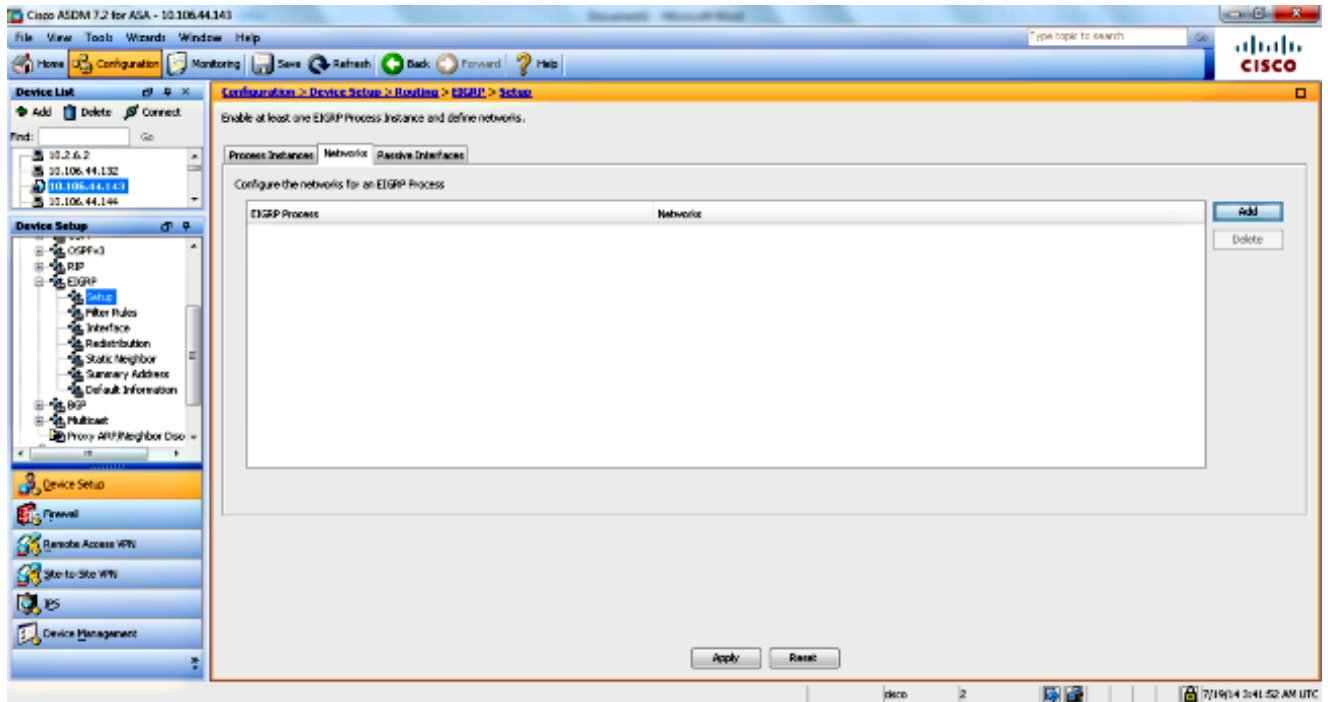 Cisco ASDM 7.2 for ASA - 10.106.44.143
Document1 - Microsoft Word
File View Tools Wizards Window Help
Type topic to search Go
Home Configuration Monitoring Save Refresh Back Forward Help
CISCO
Device List
Add Delete Connect
Find: Go
10.2.6.2
10.106.44.132
10.106.44.143
10.106.44.144
Device Setup
OSPFv3
RIP
EIGRP
Setup
Filter Rules
Interface
Redistribution
Static Neighbor
Summary Address
Default Information
BGP
Multicast
Proxy ARP/Neighbor Disco
Device Setup
Firewall
Remote Access VPN
Site-to-Site VPN
IPS
Device Management
Configuration > Device Setup > Routing > EIGRP > Setup
Enable at least one EIGRP Process Instance and define networks.
Process Instances Networks Passive Interfaces
Configure the networks for an EIGRP Process
EIGRP Process Networks
Add
Delete
Apply Reset
cisco 2 7/19/14 3:41:52 AM UTC